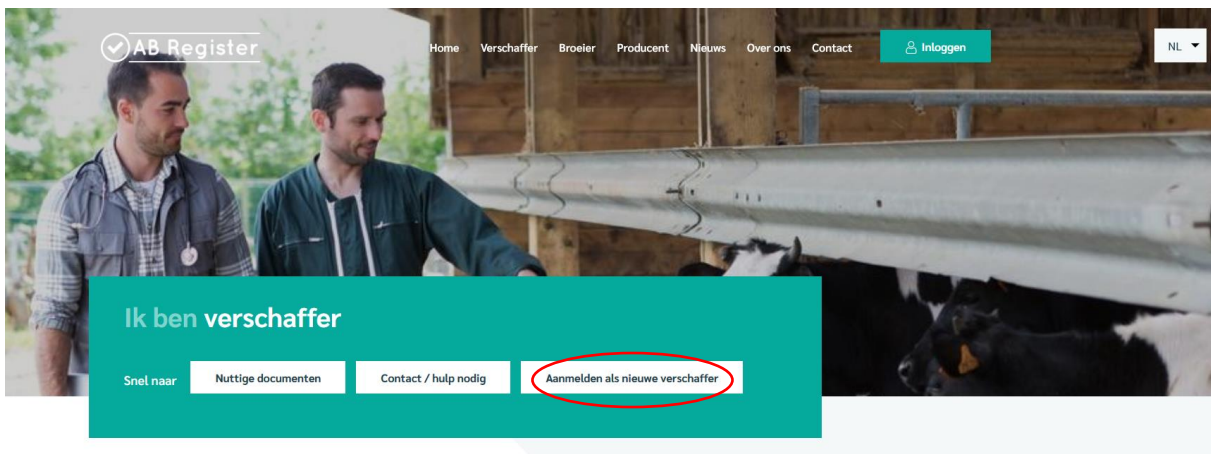 AB Register
Home Verschaffer Broeier Producent Nieuws Over ons Contact Inloggen NL
Ik ben verschaffer
Snel naar Nuttige documenten Contact / hulp nodig Aanmelden als nieuwe verschaffer